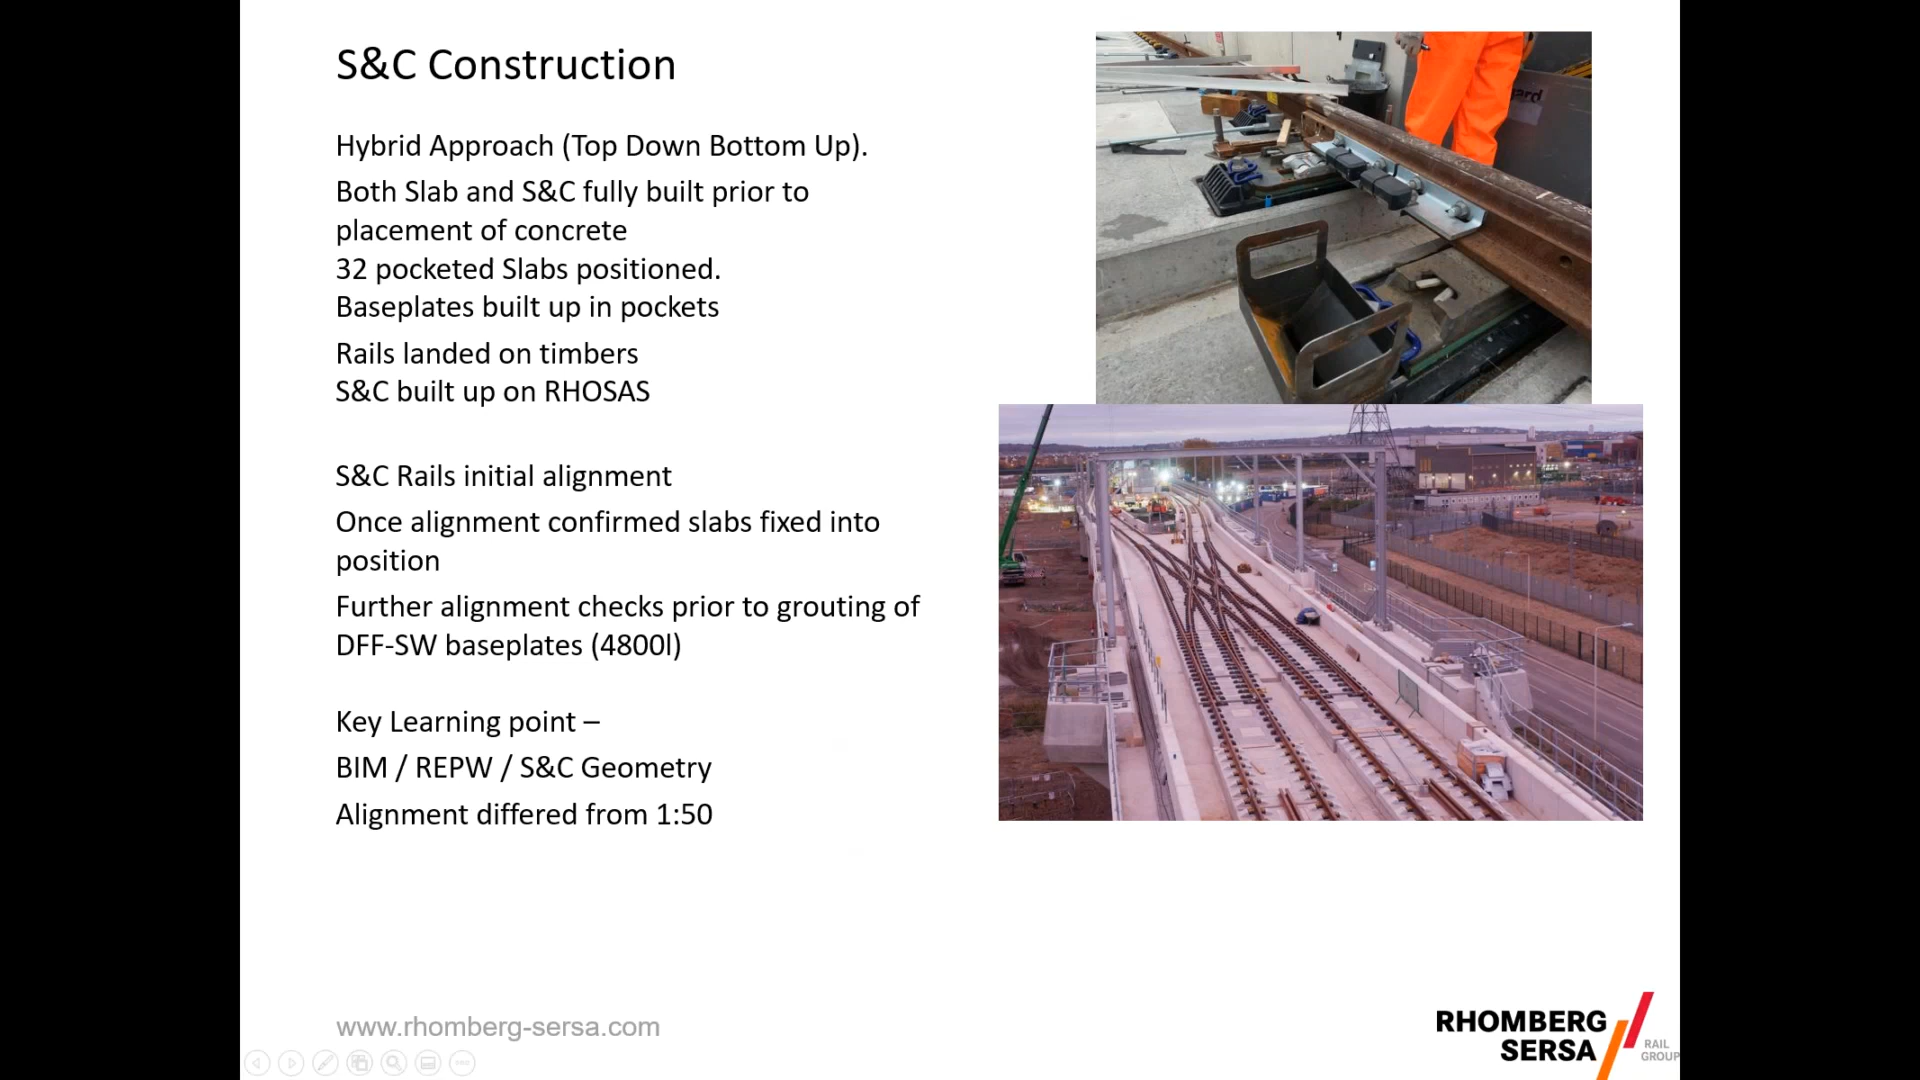 S&C Construction
Hybrid Approach (Top Down Bottom Up).
Both Slab and S&C fully built prior to
placement of concrete
32 pocketed Slabs positioned.
Baseplates built up in pockets
Rails landed on timbers
S&C built up on RHOSAS
S&C Rails initial alignment
Once alignment confirmed slabs fixed into
position
Further alignment checks prior to grouting of
DFF-SW baseplates (4800l)
Key Learning point –
BIM / REPW / S&C Geometry
Alignment differed from 1:50
www.rhomberg-sersa.com
RHOMBERG
SERSA
RAIL
GROUP